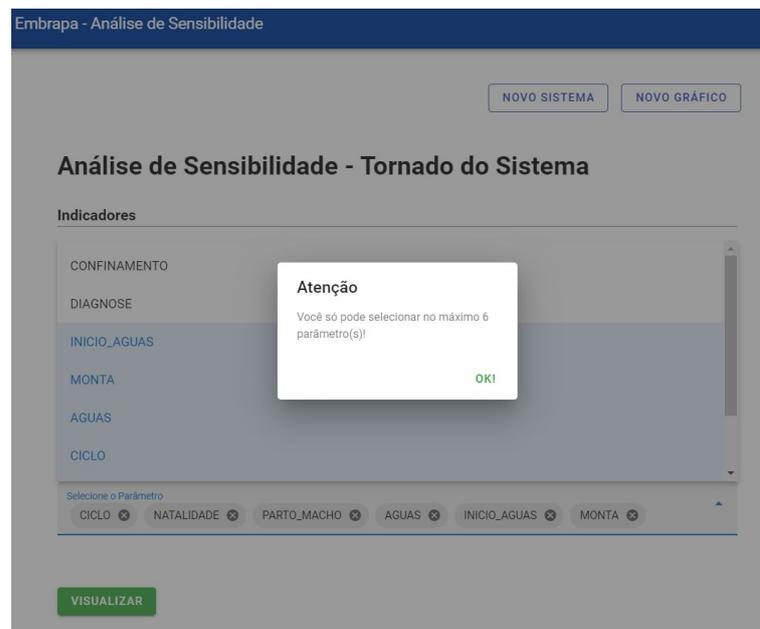 Embrapa - Análise de Sensibilidade
NOVO SISTEMA NOVO GRÁFICO
Análise de Sensibilidade - Tornado do Sistema
Indicadores
CONFINAMENTO
DIAGNOSE
INICIO_AGUAS
MONTA
AGUAS
CICLO
Atenção
Você só pode selecionar no máximo 6
parâmetro(s)!
OK!
Selecione o Parâmetro
CICLO NATALIDADE PARTO_MACHO AGUAS INICIO_AGUAS MONTA
VISUALIZAR